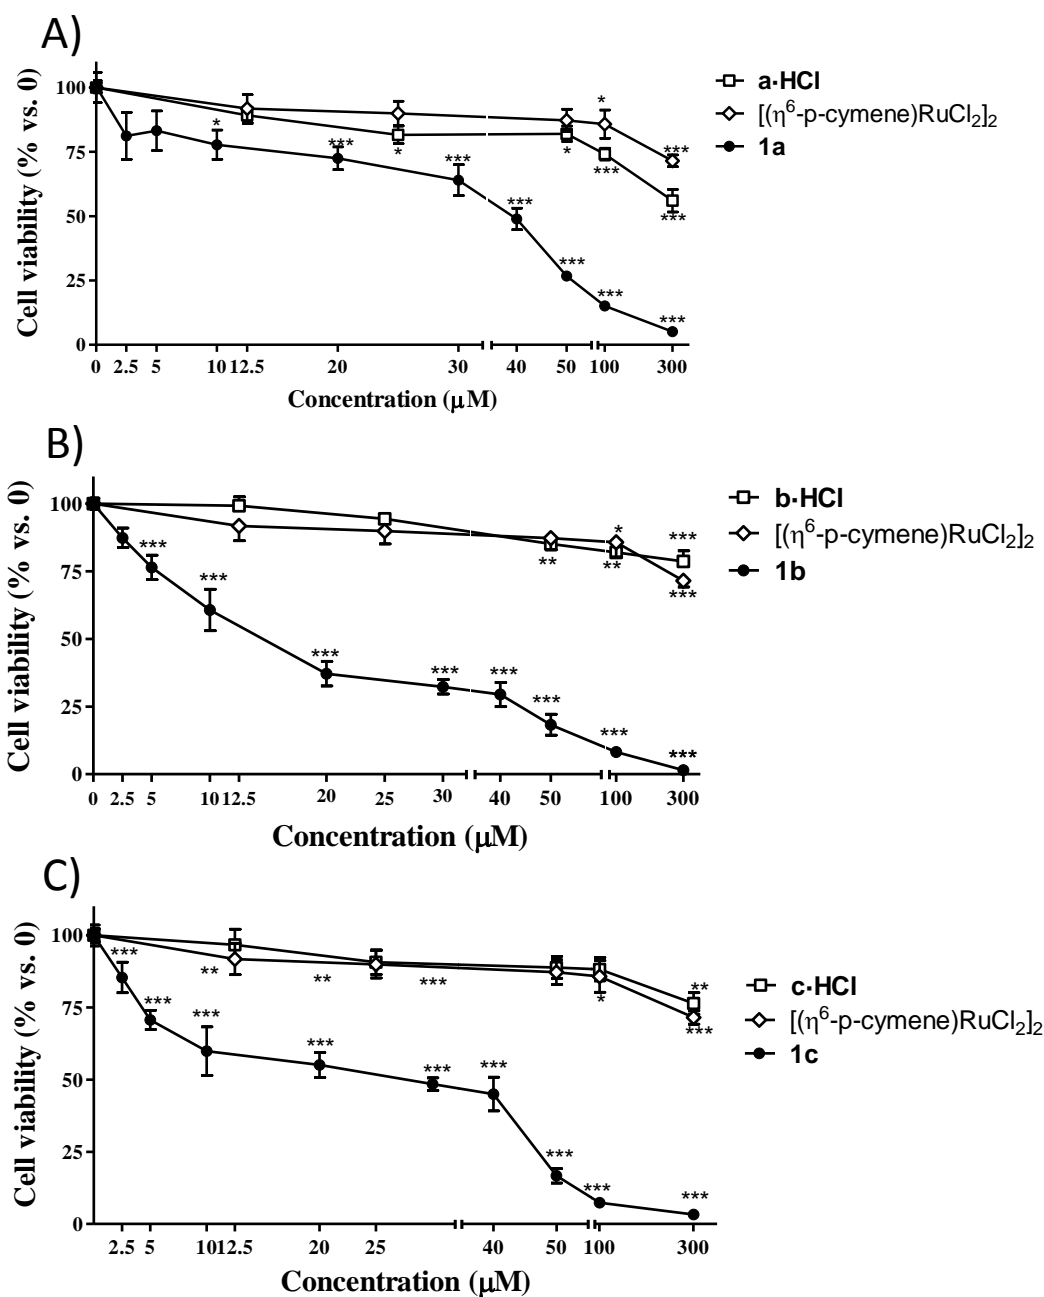 A)
Cell viability (% vs. 0)
100
75
50
25
0
* *** *** *** *** *** ***
* * *** ***
* ***
0 2.5 5 10 12.5 20 30 40 50 100 300
Concentration (μM)
a·HCl
[(η⁶-p-cymene)RuCl₂]₂
1a
B)
Cell viability (% vs. 0)
100
75
50
25
0
*** *** *** *** *** *** *** ***
** ** ***
* ***
0 2.5 5 10 12.5 20 25 30 40 50 100 300
Concentration (μM)
b·HCl
[(η⁶-p-cymene)RuCl₂]₂
1b
C)
Cell viability (% vs. 0)
100
75
50
25
0
*** ** ** *** **
* ***
*** *** *** *** *** *** *** ***
2.5 5 10 12.5 20 25 40 50 100 300
Concentration (μM)
c·HCl
[(η⁶-p-cymene)RuCl₂]₂
1c